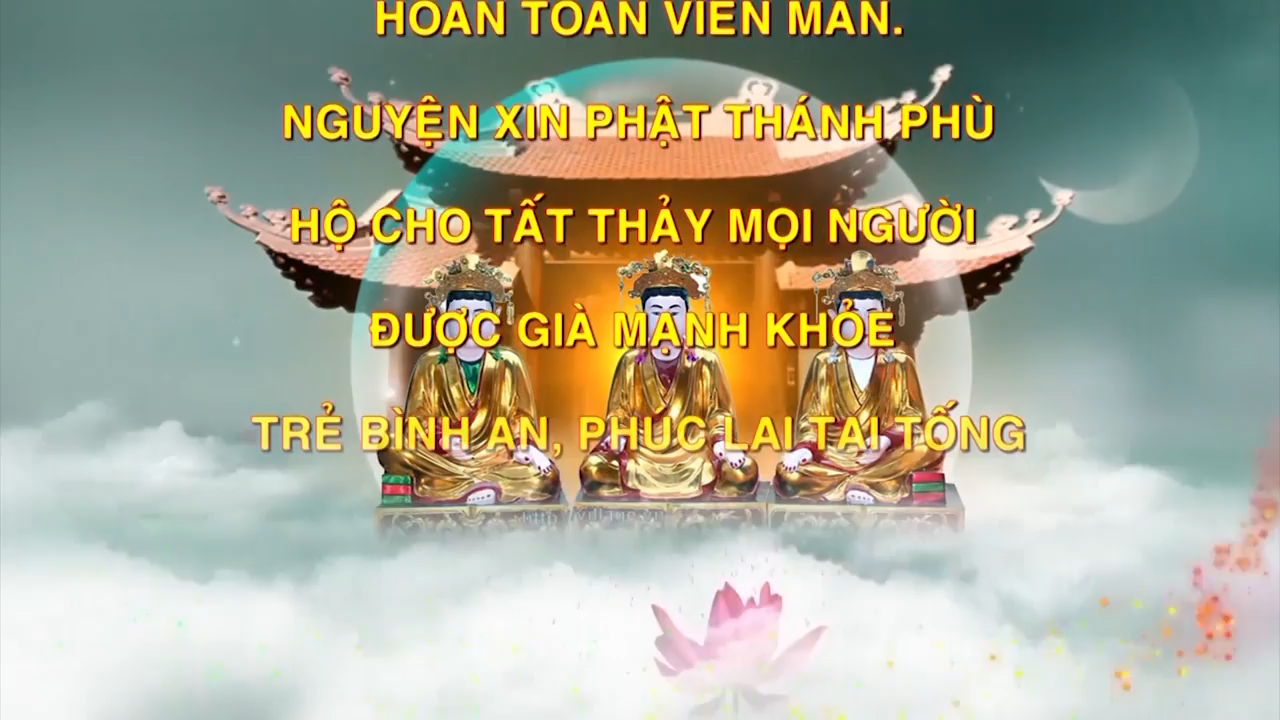 HOÀN TOÀN VIÊN MÃN.
NGUYỆN XIN PHẬT THÁNH PHÙ
HỘ CHO TẤT THẢY MỌI NGƯỜI
ĐƯỢC GIÀ MẠNH KHỎE
TRẺ BÌNH AN, PHÚC LAI TAI TỐNG